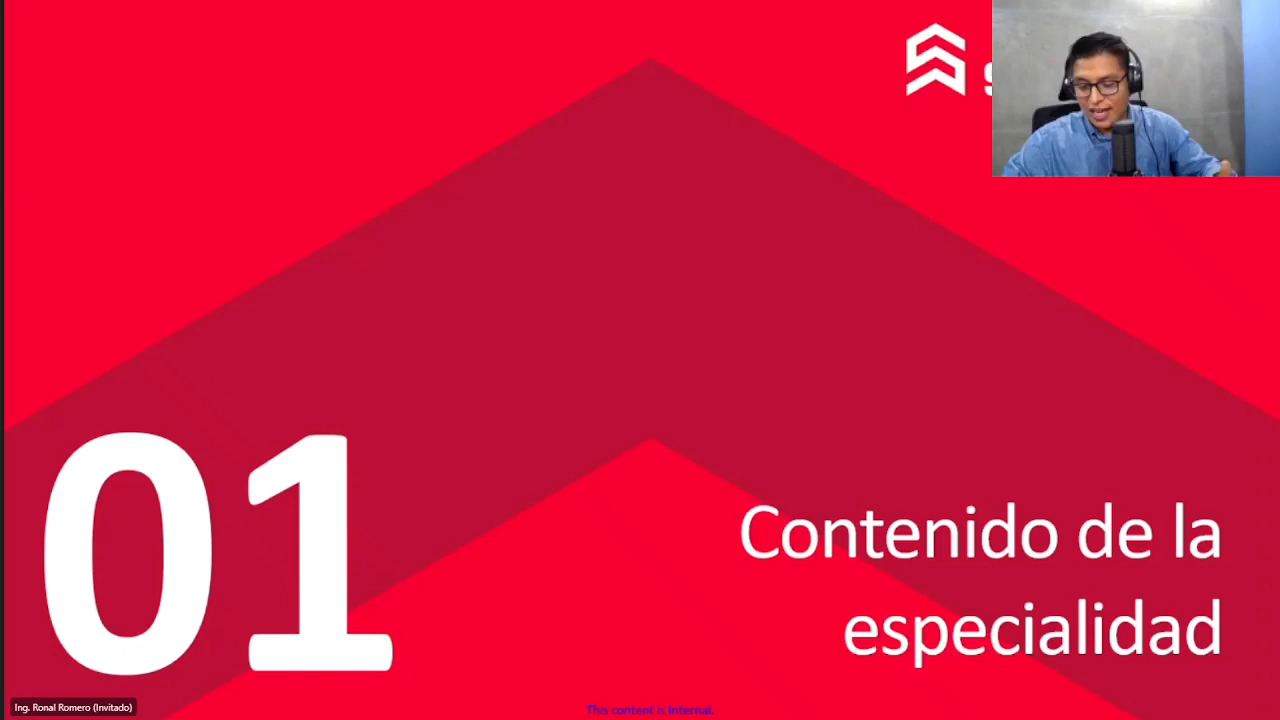 01
Contenido de la
especialidad
Ing. Ronal Romero (Invitado)
This content is Internal.